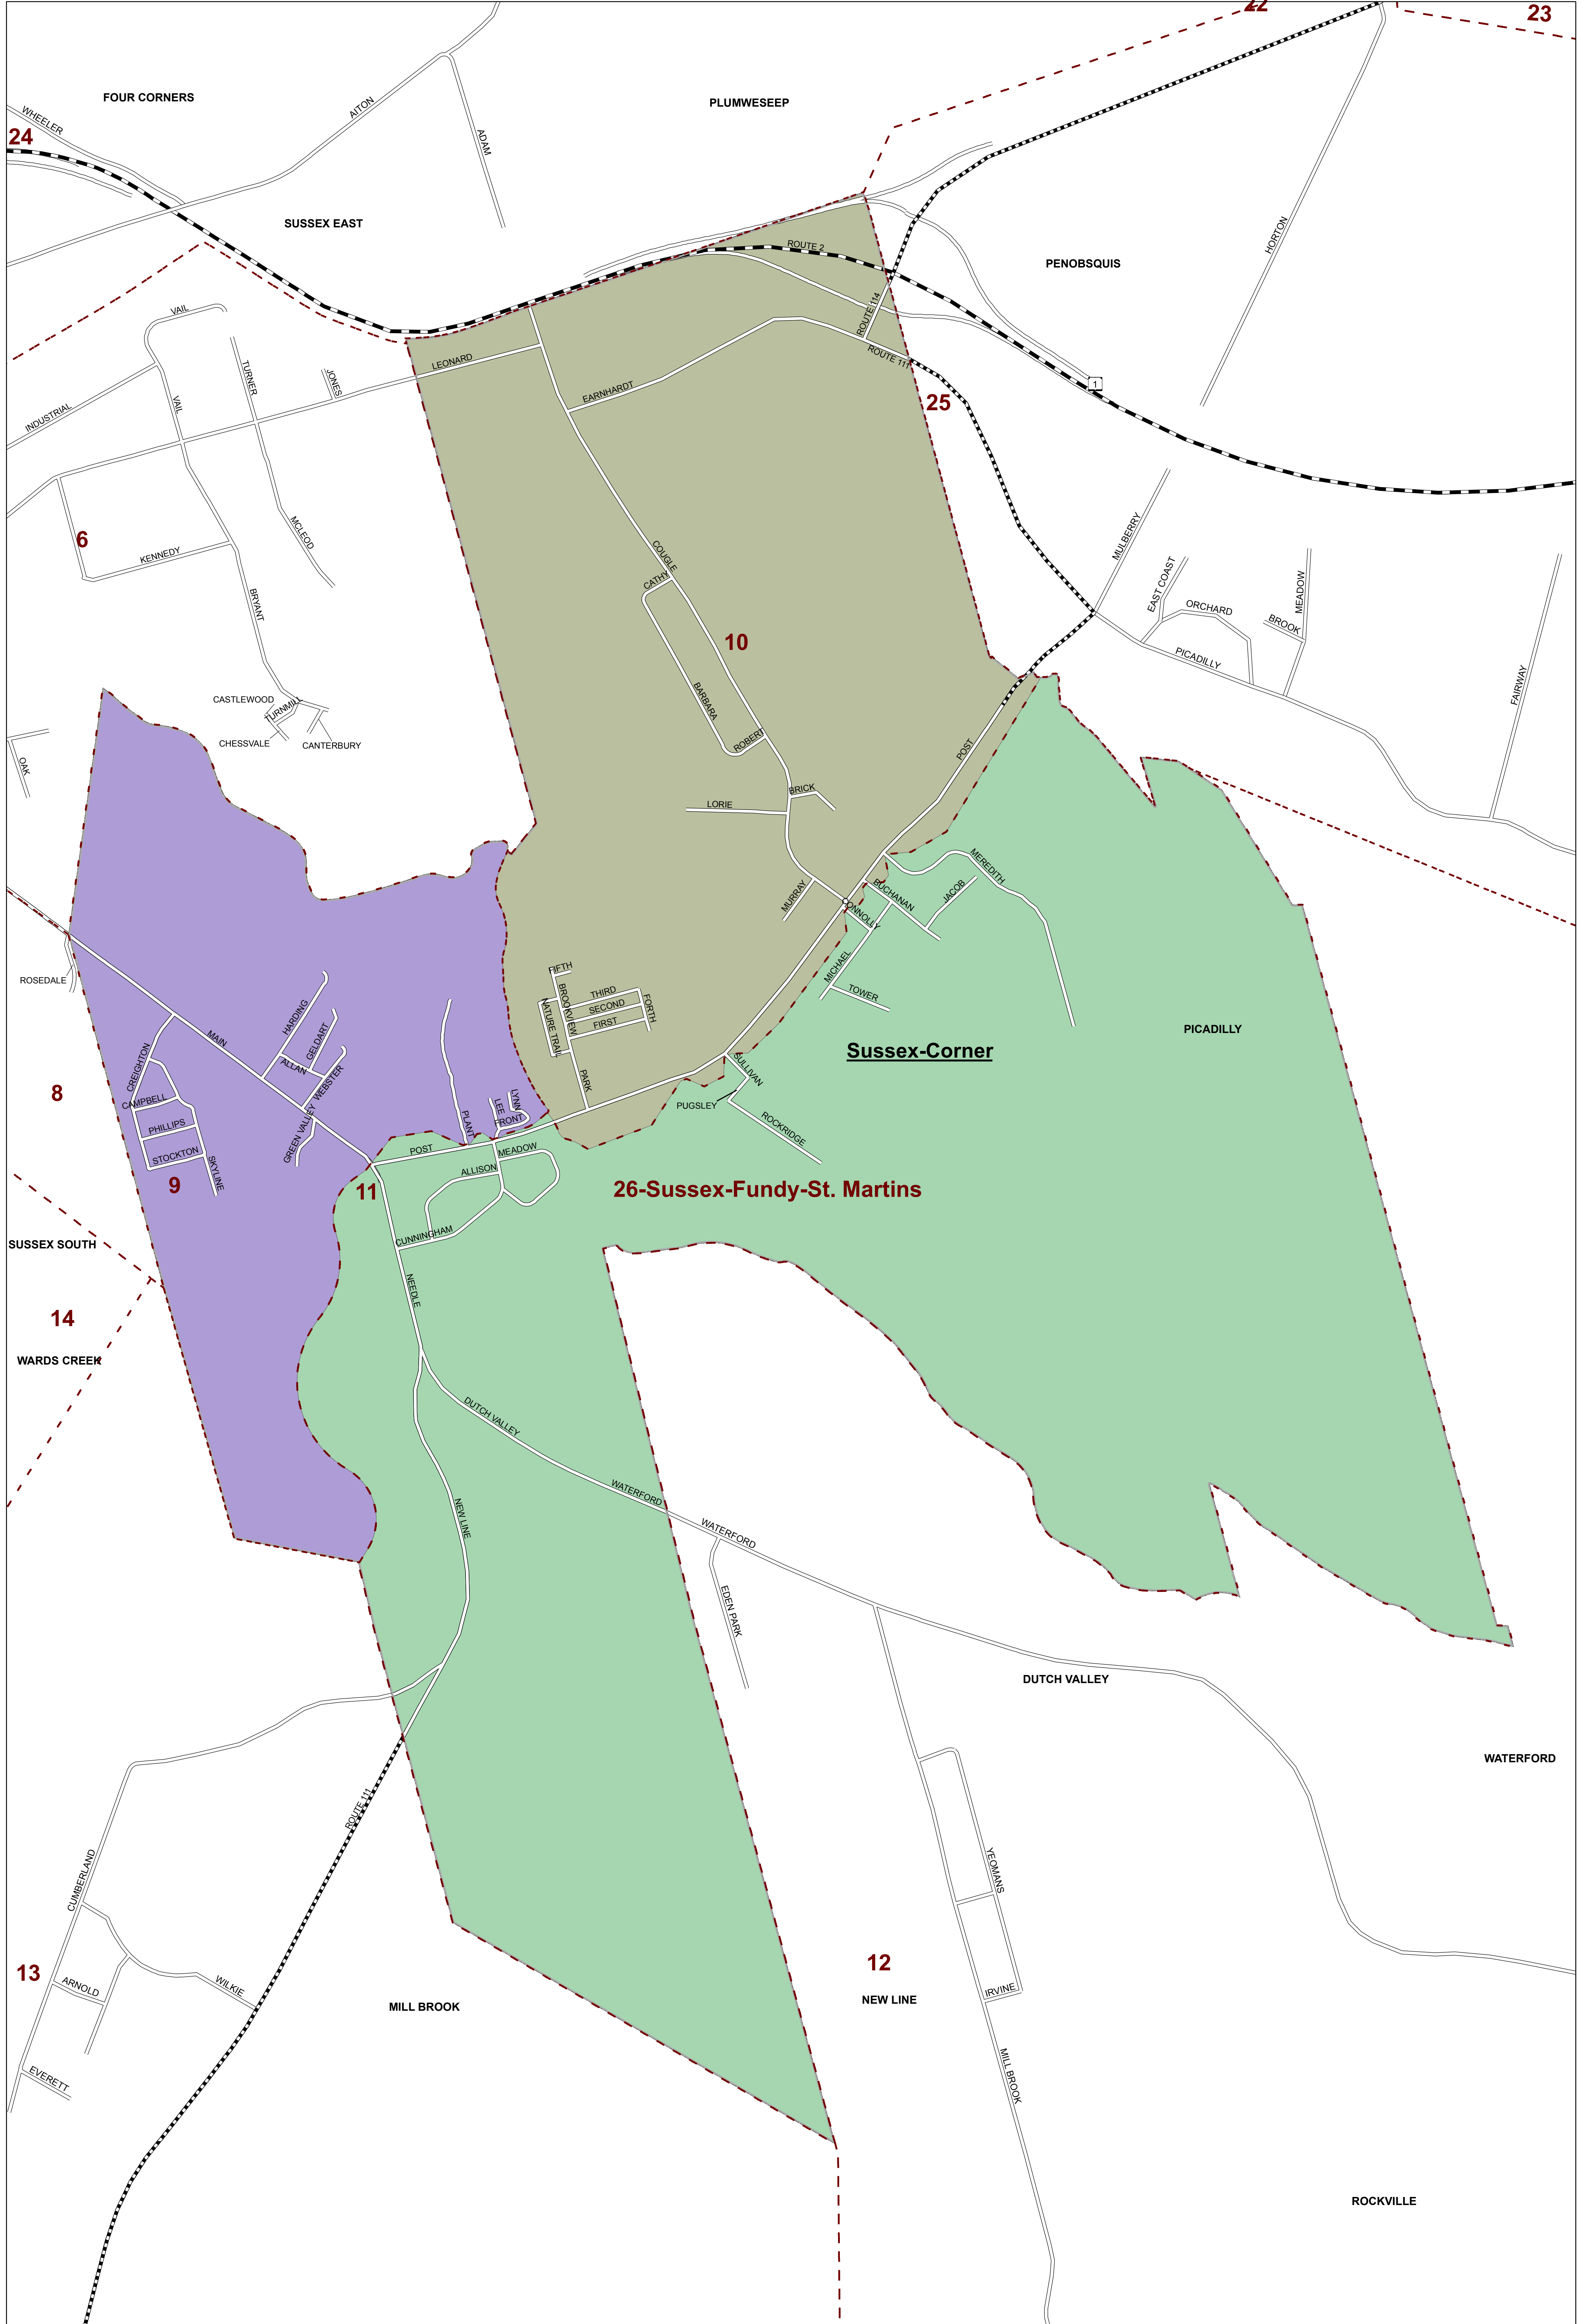 22
23
FOUR CORNERS
PLUMWESEEP
WHEELER
AITON
24
ADAM
SUSSEX EAST
HORTON
ROUTE 2
PENOBSQUIS
ROUTE 114
VAIL
LEONARD
ROUTE 111
TURNER
JONES
EARNHARDT
1
VAIL
INDUSTRIAL
25
6
MCLEOD
MULBERRY
KENNEDY
COUGLE
CATHY
EAST COAST
MEADOW
BRYANT
ORCHARD
BROOK
10
PICADILLY
BARBARA
FAIRWAY
CASTLEWOOD
TURNMILL
CHESSVALE
CANTERBURY
ROBERT
POST
OAK
BRICK
LORIE
MEREDITH
MURRAY
BUCHANAN
JACOB
CONNOLLY
ROSEDALE
FIFTH
MICHAEL
BROOKVIEW
THIRD
TOWER
SECOND
FORTH
NATURE TRAIL
FIRST
HARDING
MAIN
GELDART
PICADILLY
Sussex-Corner
CREIGHTON
ALLAN
SULLIVAN
WEBSTER
PARK
8
CAMPBELL
LYNN
LEE
PUGSLEY
PHILLIPS
PLANT
FRONT
ROCKRIDGE
GREEN VALLEY
POST
MEADOW
STOCKTON
SKYLINE
ALLISON
9
11
26-Sussex-Fundy-St. Martins
CUNNINGHAM
SUSSEX SOUTH
NEEDLE
14
WARDS CREEK
DUTCH VALLEY
WATERFORD
NEW LINE
WATERFORD
EDEN PARK
DUTCH VALLEY
WATERFORD
ROUTE 111
CUMBERLAND
YEOMANS
12
13
ARNOLD
WILKIE
IRVINE
NEW LINE
MILL BROOK
EVERETT
MILL BROOK
ROCKVILLE